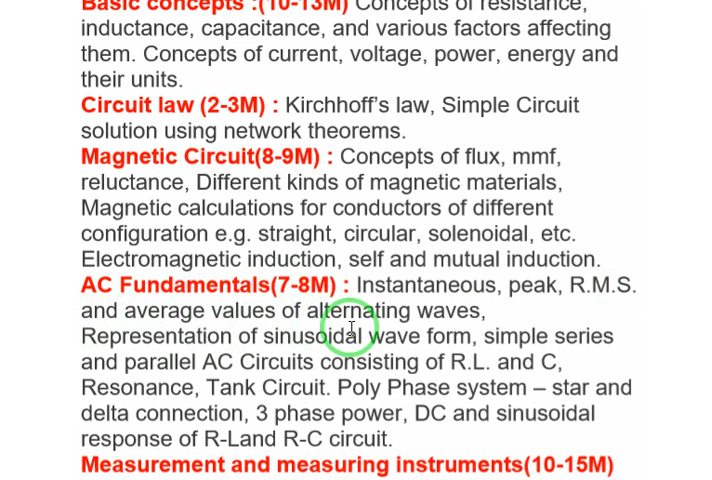 Basic concepts :(10-13M) Concepts of resistance,
inductance, capacitance, and various factors affecting
them. Concepts of current, voltage, power, energy and
their units.
Circuit law (2-3M) : Kirchhoff’s law, Simple Circuit
solution using network theorems.
Magnetic Circuit(8-9M) : Concepts of flux, mmf,
reluctance, Different kinds of magnetic materials,
Magnetic calculations for conductors of different
configuration e.g. straight, circular, solenoidal, etc.
Electromagnetic induction, self and mutual induction.
AC Fundamentals(7-8M) : Instantaneous, peak, R.M.S.
and average values of alternating waves,
Representation of sinusoidal wave form, simple series
and parallel AC Circuits consisting of R.L. and C,
Resonance, Tank Circuit. Poly Phase system – star and
delta connection, 3 phase power, DC and sinusoidal
response of R-Land R-C circuit.
Measurement and measuring instruments(10-15M)